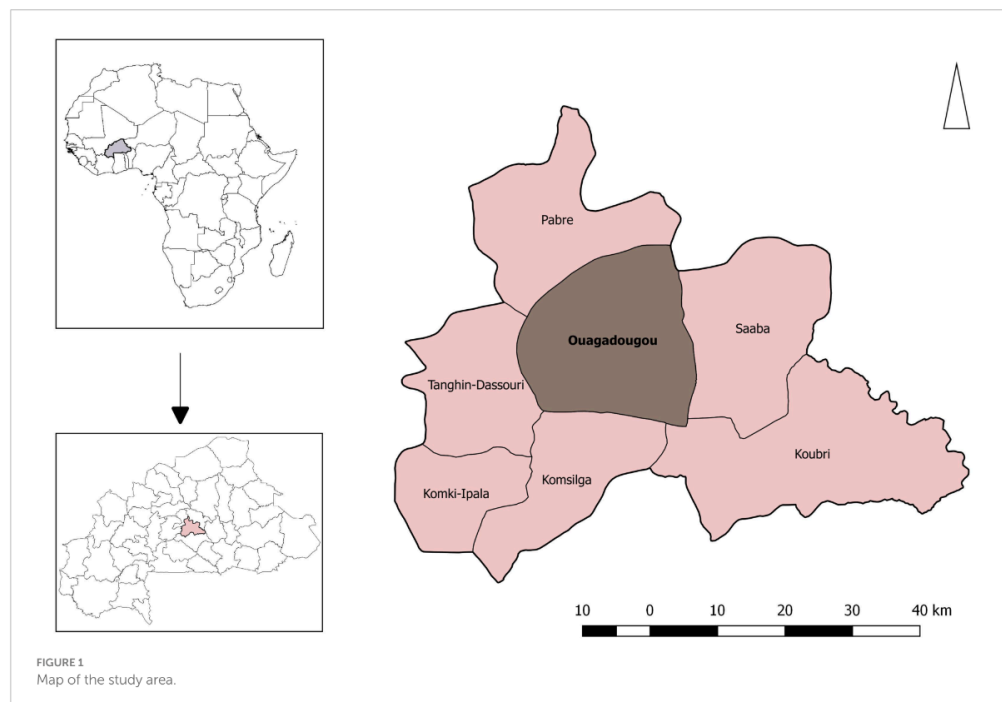 Pabre
Ouagadougou
Saaba
Tanghin-Dassouri
Koubri
Komki-Ipala
Komsilga
10 0 10 20 30 40 km
FIGURE 1
Map of the study area.